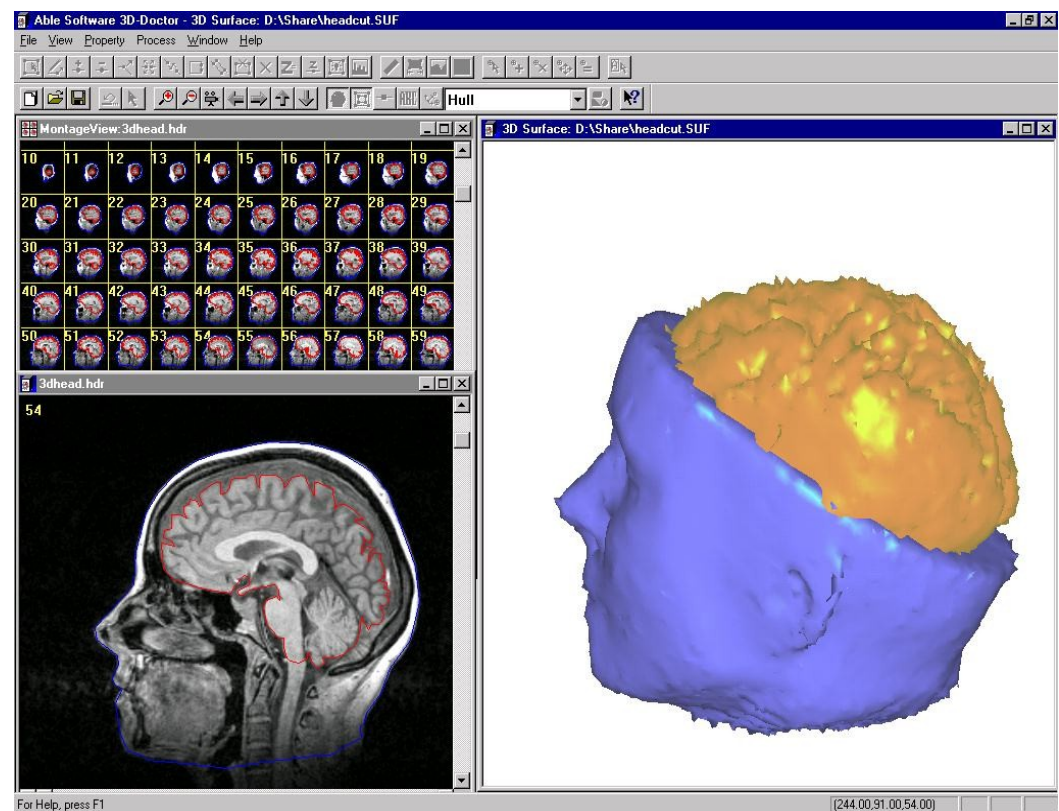 Able Software 3D-Doctor - 3D Surface: D:\Share\headcut.SUF
File View Property Process Window Help
Hull
MontageView:3dhead.hdr
10 11 12 13 14 15 16 17 18 19
20 21 22 23 24 25 26 27 28 29
30 31 32 33 34 35 36 37 38 39
40 41 42 43 44 45 46 47 48 49
50 51 52 53 54 55 56 57 58 59
3dhead.hdr
54
3D Surface: D:\Share\headcut.SUF
For Help, press F1
(244.00,91.00,54.00)